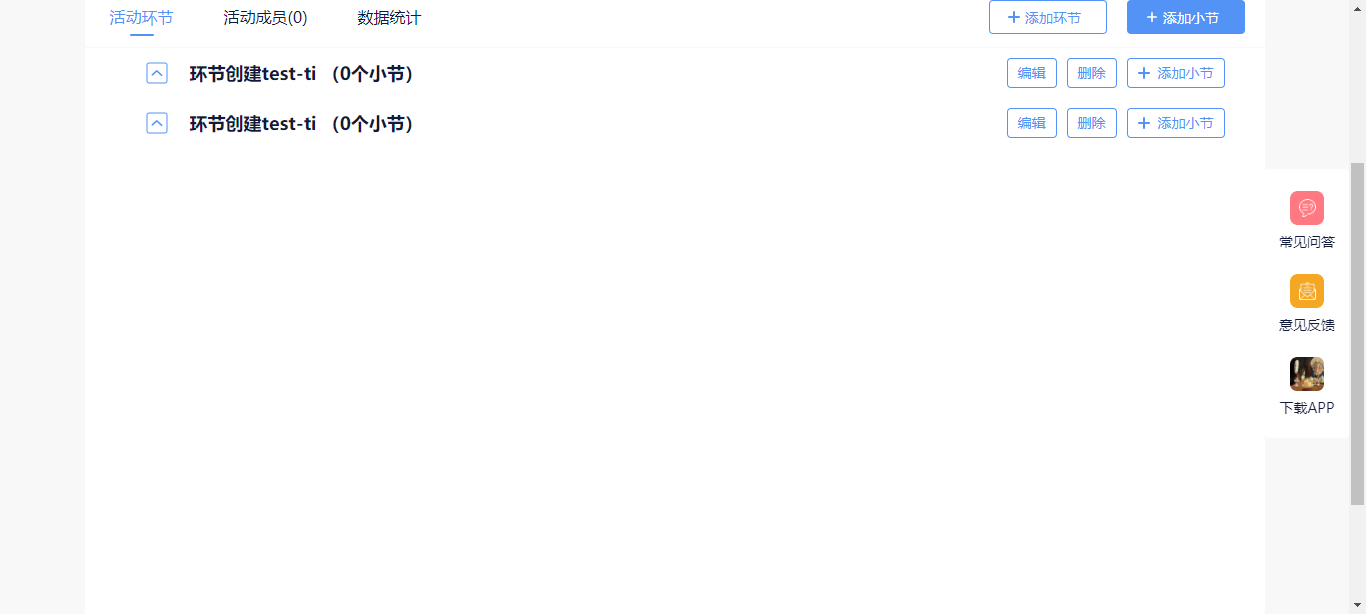 活动环节 活动成员(0) 数据统计 + 添加环节 + 添加小节
环节创建test-ti （0个小节） 编辑 删除 + 添加小节
环节创建test-ti （0个小节） 编辑 删除 + 添加小节
常见问答
意见反馈
下载APP